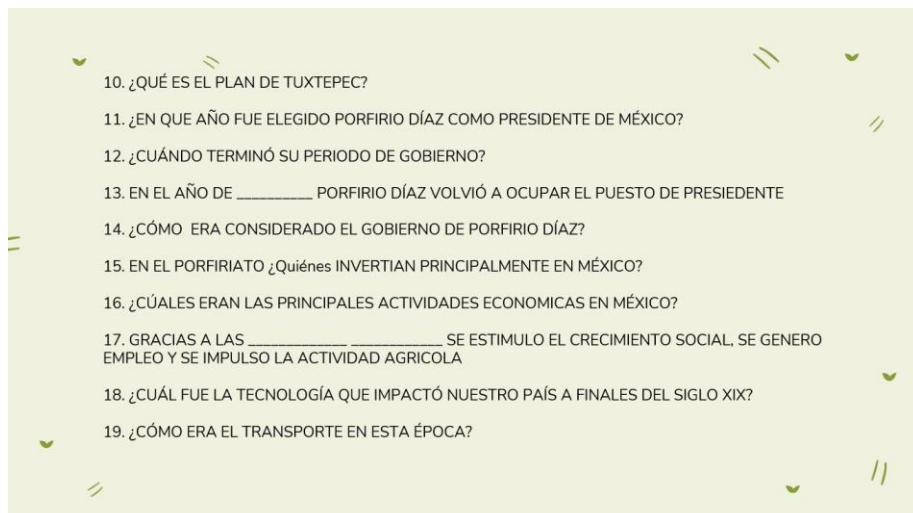 10. ¿QUÉ ES EL PLAN DE TUXTEPEC?
11. ¿EN QUE AÑO FUE ELEGIDO PORFIRIO DÍAZ COMO PRESIDENTE DE MÉXICO?
12. ¿CUÁNDO TERMINÓ SU PERIODO DE GOBIERNO?
13. EN EL AÑO DE __________ PORFIRIO DÍAZ VOLVIÓ A OCUPAR EL PUESTO DE PRESIEDENTE
14. ¿CÓMO  ERA CONSIDERADO EL GOBIERNO DE PORFIRIO DÍAZ?
15. EN EL PORFIRIATO ¿Quiénes INVERTIAN PRINCIPALMENTE EN MÉXICO?
16. ¿CÚALES ERAN LAS PRINCIPALES ACTIVIDADES ECONOMICAS EN MÉXICO?
17. GRACIAS A LAS _____________ ____________ SE ESTIMULO EL CRECIMIENTO SOCIAL, SE GENERO
EMPLEO Y SE IMPULSO LA ACTIVIDAD AGRICOLA
18. ¿CUÁL FUE LA TECNOLOGÍA QUE IMPACTÓ NUESTRO PAÍS A FINALES DEL SIGLO XIX?
19. ¿CÓMO ERA EL TRANSPORTE EN ESTA ÉPOCA?